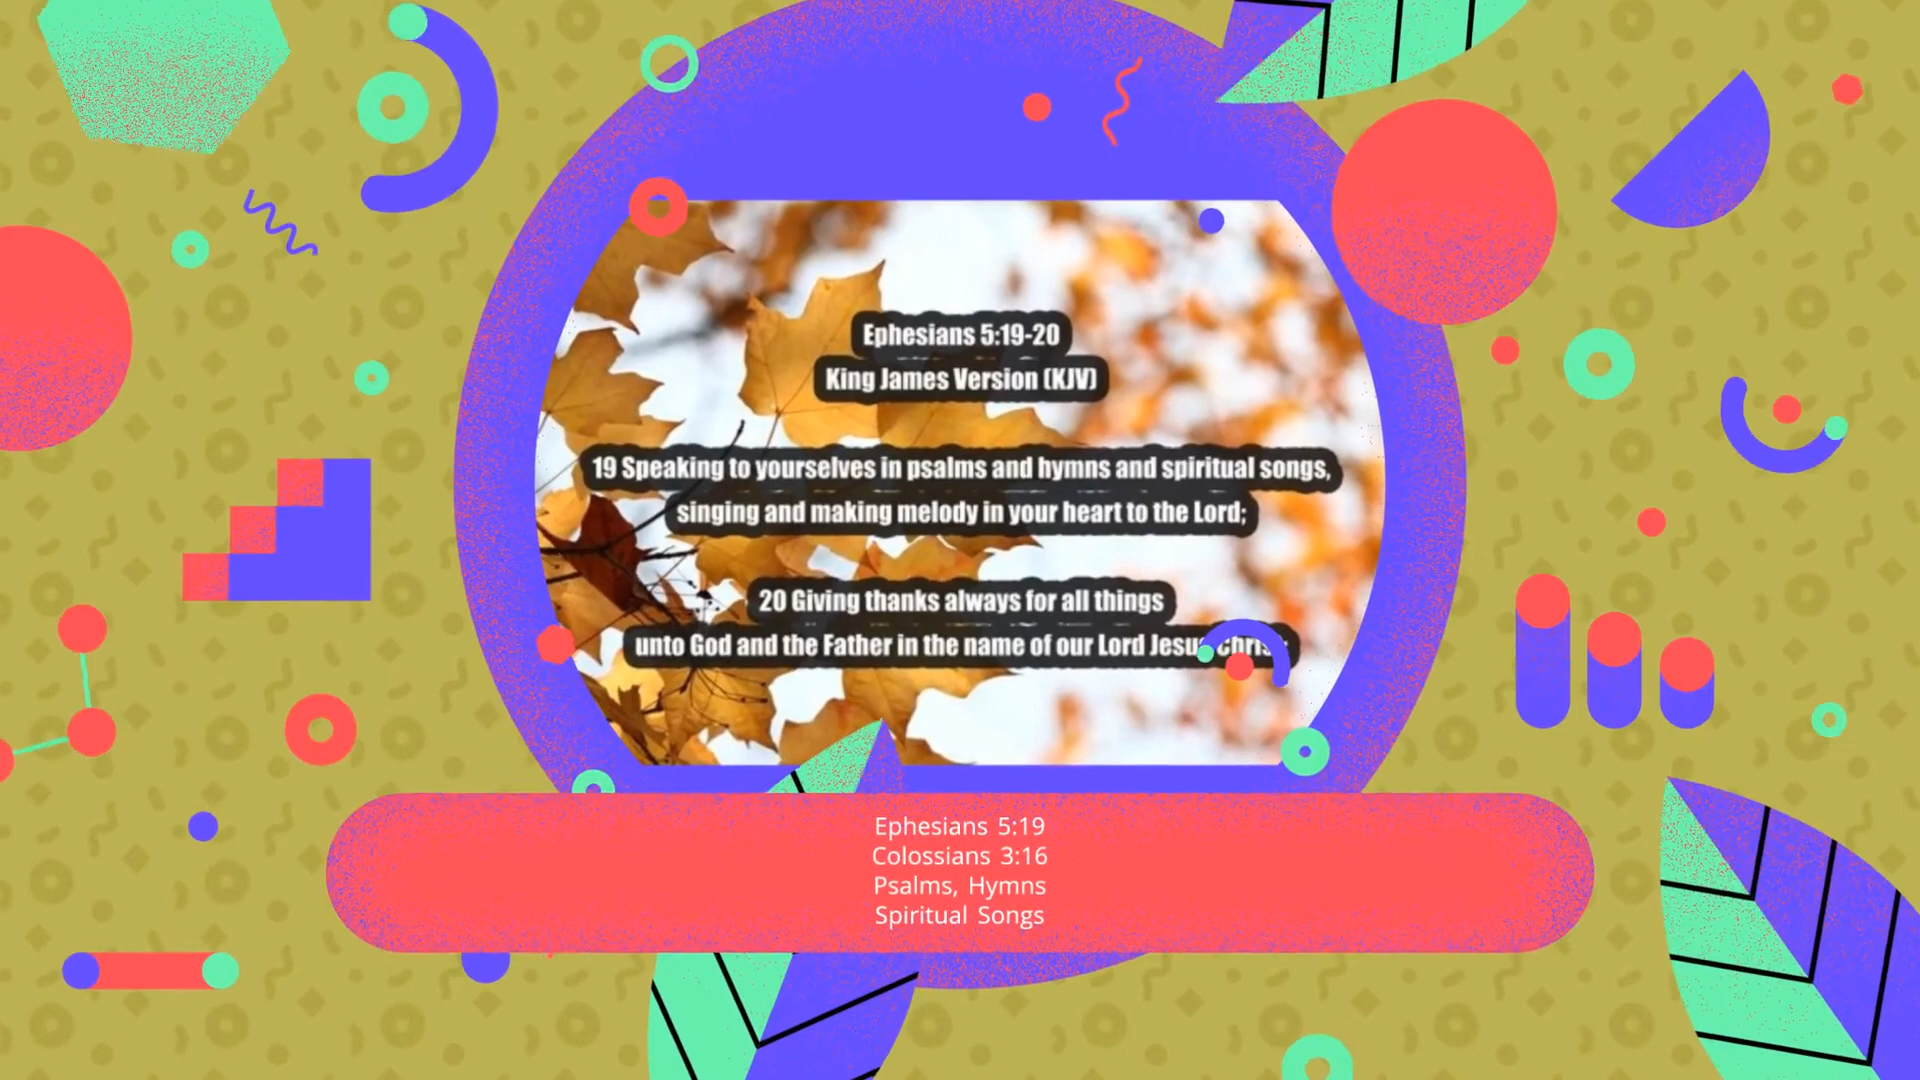 Ephesians 5:19-20
King James Version (KJV)
19 Speaking to yourselves in psalms and hymns and spiritual songs,
singing and making melody in your heart to the Lord;
20 Giving thanks always for all things
unto God and the Father in the name of our Lord Jesus Christ;
Ephesians 5:19
Colossians 3:16
Psalms, Hymns
Spiritual Songs